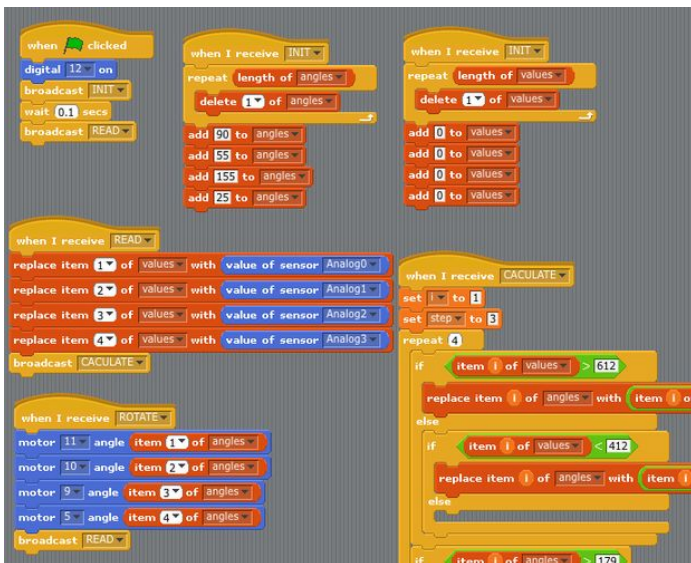 when clicked
digital 12 on
broadcast INIT
wait 0.1 secs
broadcast READ
when I receive INIT
repeat length of angles
delete 1 of angles
add 90 to angles
add 55 to angles
add 155 to angles
add 25 to angles
when I receive INIT
repeat length of values
delete 1 of values
add 0 to values
add 0 to values
add 0 to values
add 0 to values
when I receive READ
replace item 1 of values with value of sensor Analog0
replace item 2 of values with value of sensor Analog1
replace item 3 of values with value of sensor Analog2
replace item 4 of values with value of sensor Analog3
broadcast CACULATE
when I receive ROTATE
motor 11 angle item 1 of angles
motor 10 angle item 2 of angles
motor 9 angle item 3 of angles
motor 5 angle item 4 of angles
broadcast READ
when I receive CACULATE
set i to 1
set step to 3
repeat 4
if item i of values > 612
replace item i of angles with item i o
else
if item i of values < 412
replace item i of angles with item i
else
if item i of angles > 179